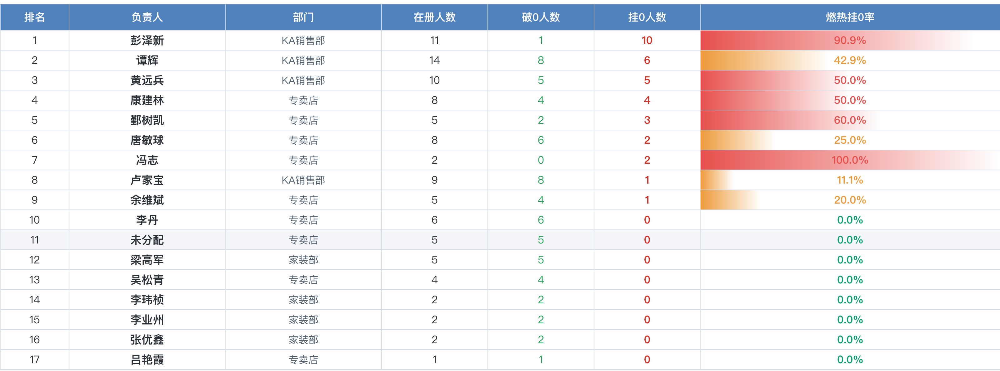 排名 负责人 部门 在册人数 破0人数 挂0人数 燃热挂0率
1 彭泽新 KA销售部 11 1 10 90.9%
2 谭辉 KA销售部 14 8 6 42.9%
3 黄远兵 KA销售部 10 5 5 50.0%
4 康建林 专卖店 8 4 4 50.0%
5 鄞树凯 专卖店 5 2 3 60.0%
6 唐敏球 专卖店 8 6 2 25.0%
7 冯志 专卖店 2 0 2 100.0%
8 卢家宝 KA销售部 9 8 1 11.1%
9 余维斌 专卖店 5 4 1 20.0%
10 李丹 专卖店 6 6 0 0.0%
11 未分配 专卖店 5 5 0 0.0%
12 梁高军 家装部 5 5 0 0.0%
13 吴松青 专卖店 4 4 0 0.0%
14 李玮桢 家装部 2 2 0 0.0%
15 李业州 家装部 2 2 0 0.0%
16 张优鑫 家装部 2 2 0 0.0%
17 吕艳霞 专卖店 1 1 0 0.0%